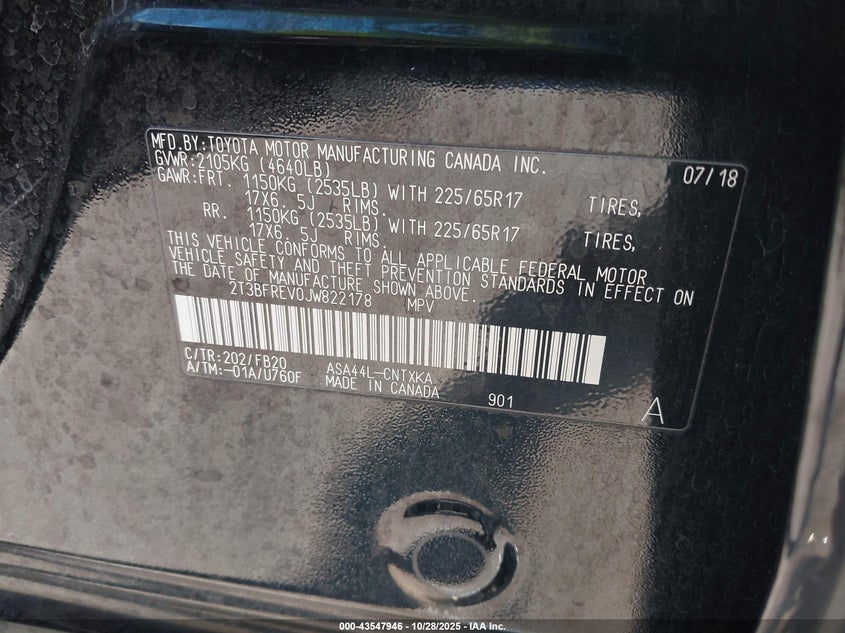 MFD.BY:TOYOTA MOTOR MANUFACTURING CANADA INC. 07/18
GVWR:2105KG (4640LB)
GAWR:FRT. 1150KG (2535LB) WITH 225/65R17 TIRES,
17X6. 5J RIMS.
RR. 1150KG (2535LB) WITH 225/65R17 TIRES,
17X6. 5J RIMS.
THIS VEHICLE CONFORMS TO ALL APPLICABLE FEDERAL MOTOR
VEHICLE SAFETY AND THEFT PREVENTION STANDARDS IN EFFECT ON
THE DATE OF MANUFACTURE SHOWN ABOVE.
2T3BFREV0JW822178 MPV
C/TR:202/FB20 ASA44L-CNTXKA
A/TM:-01A/U760F MADE IN CANADA 901 A
000-43547946 - 10/28/2025 - IAA Inc.